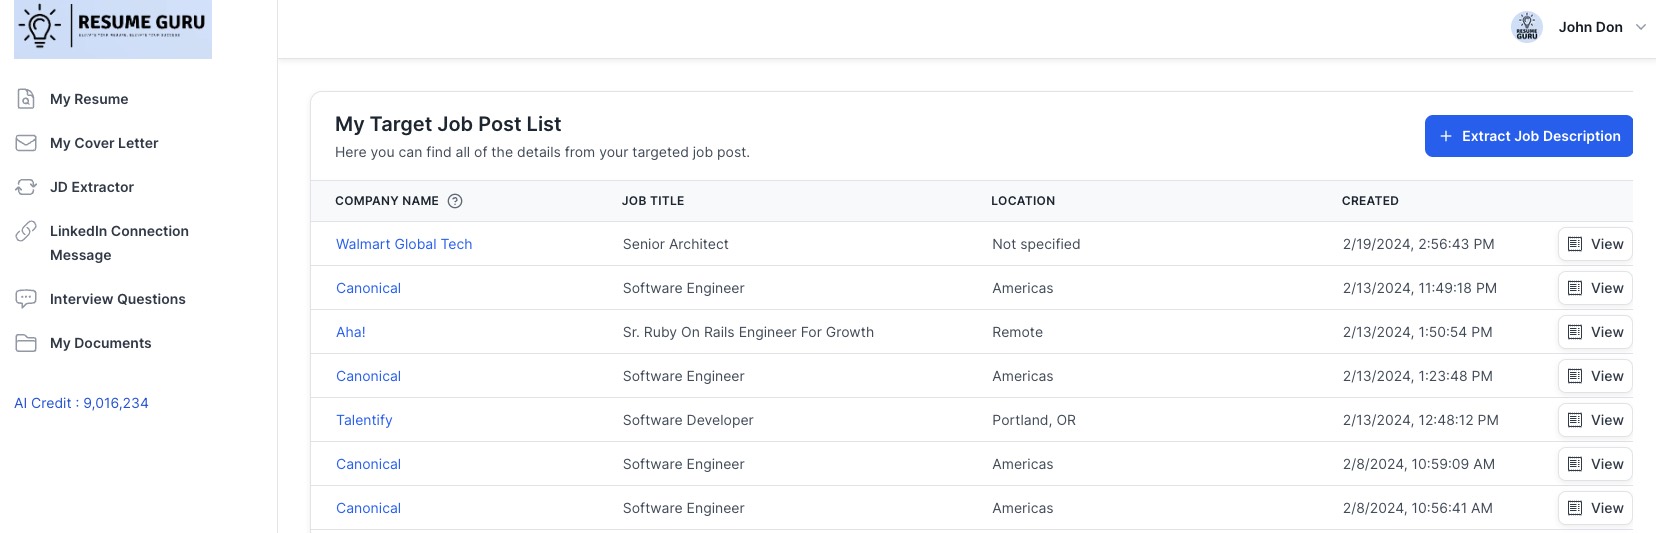 RESUME GURU
ELEVATE YOUR RESUME, ELEVATE YOUR SUCCESS
RESUME
GURU
John Don
My Resume
My Cover Letter
JD Extractor
LinkedIn Connection
Message
Interview Questions
My Documents
AI Credit : 9,016,234
My Target Job Post List
Here you can find all of the details from your targeted job post.
+ Extract Job Description
COMPANY NAME ? JOB TITLE LOCATION CREATED
Walmart Global Tech Senior Architect Not specified 2/19/2024, 2:56:43 PM View
Canonical Software Engineer Americas 2/13/2024, 11:49:18 PM View
Aha! Sr. Ruby On Rails Engineer For Growth Remote 2/13/2024, 1:50:54 PM View
Canonical Software Engineer Americas 2/13/2024, 1:23:48 PM View
Talentify Software Developer Portland, OR 2/13/2024, 12:48:12 PM View
Canonical Software Engineer Americas 2/8/2024, 10:59:09 AM View
Canonical Software Engineer Americas 2/8/2024, 10:56:41 AM View